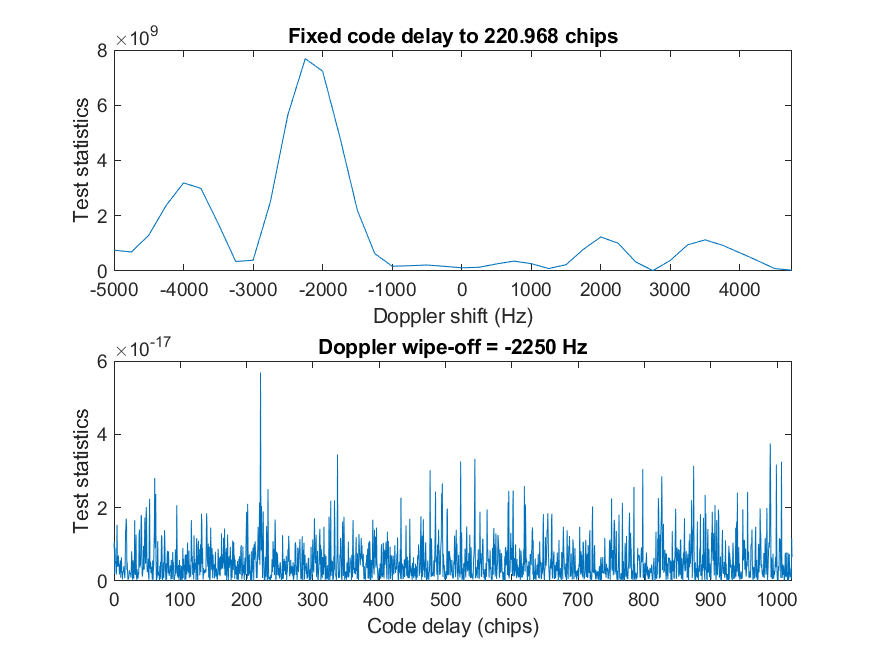 Fixed code delay to 220.968 chips
×10^9
8
6
4
2
0
Test statistics
-5000 -4000 -3000 -2000 -1000 0 1000 2000 3000 4000
Doppler shift (Hz)
Doppler wipe-off = -2250 Hz
×10^-17
6
4
2
0
Test statistics
0 100 200 300 400 500 600 700 800 900 1000
Code delay (chips)